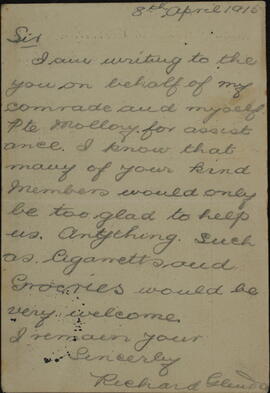 8th April 1916
Sir
I am writing to the
you on behalf of my
comrade and myself.
Pte Molloy. for assist
ance. I know that
many of your kind
Members would only
be too glad to help
us. Anything. Such
as. Cigaretts, and
Groceries would be
very welcome
I remain your
Sincerly
Richard